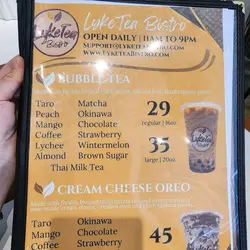 LykeTea
BISTRO
LykeTea Bistro
OPEN DAILY | 11AM TO 9PM
SUPPORT@LYKETEABISTRO.COM
WWW.LYKETEABISTRO.COM
BUBBLE TEA
Taro Matcha
Peach Okinawa
Mango Chocolate
Coffee Strawberry
Lychee Wintermelon
Almond Brown Sugar
Thai Milk Tea
29
regular | 16oz
35
large | 20oz
CREAM CHEESE OREO
Taro Okinawa
Mango Chocolate
Coffee Strawberry
45